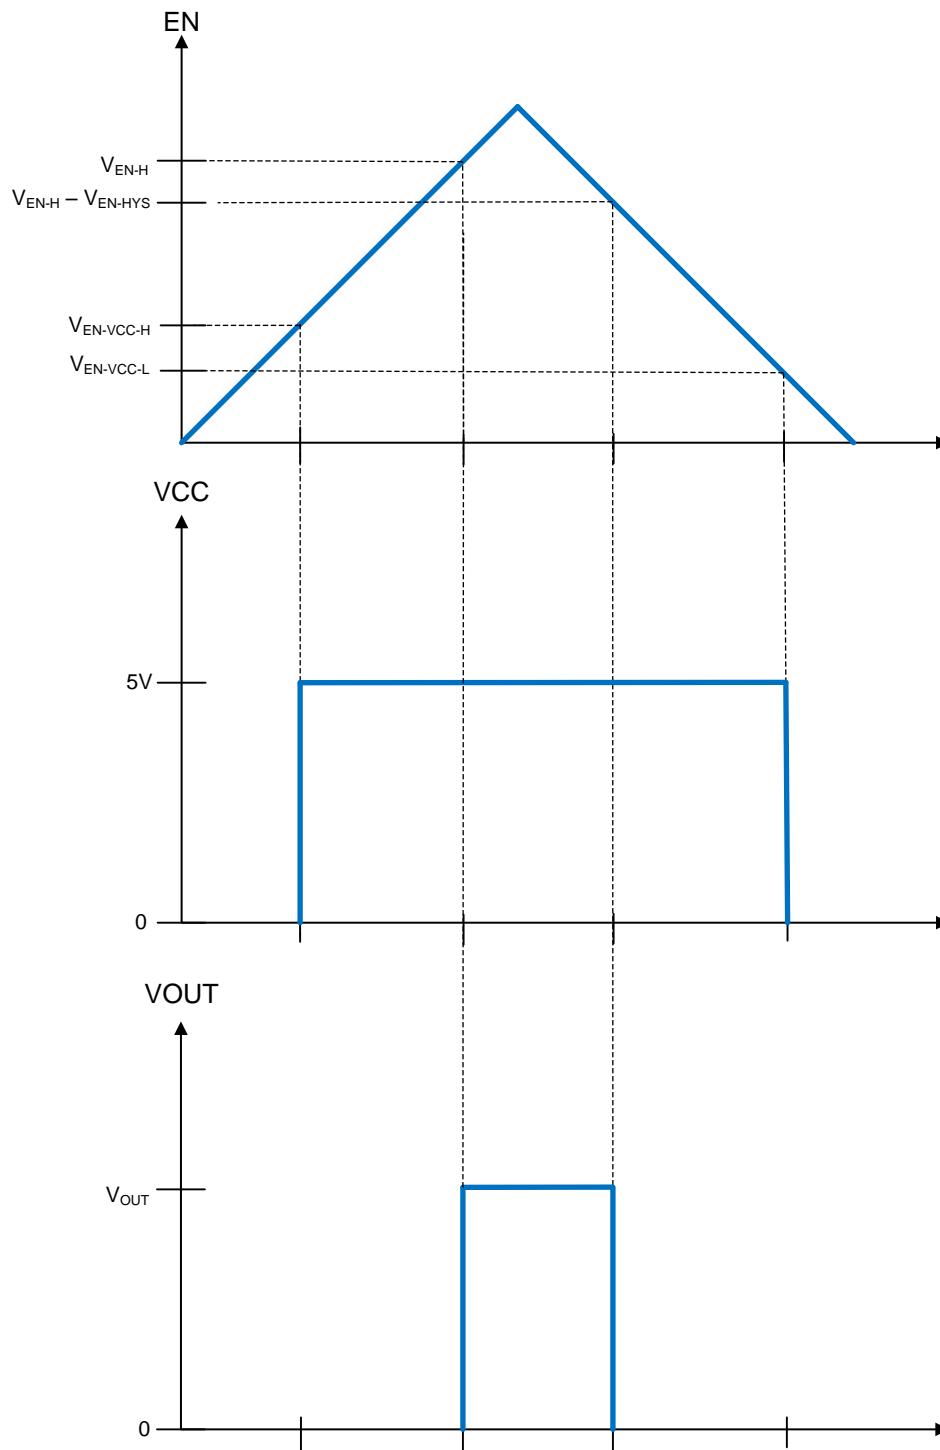 EN
VEN-H
VEN-H – VEN-HYS
VEN-VCC-H
VEN-VCC-L
VCC
5V
0
VOUT
VOUT
0